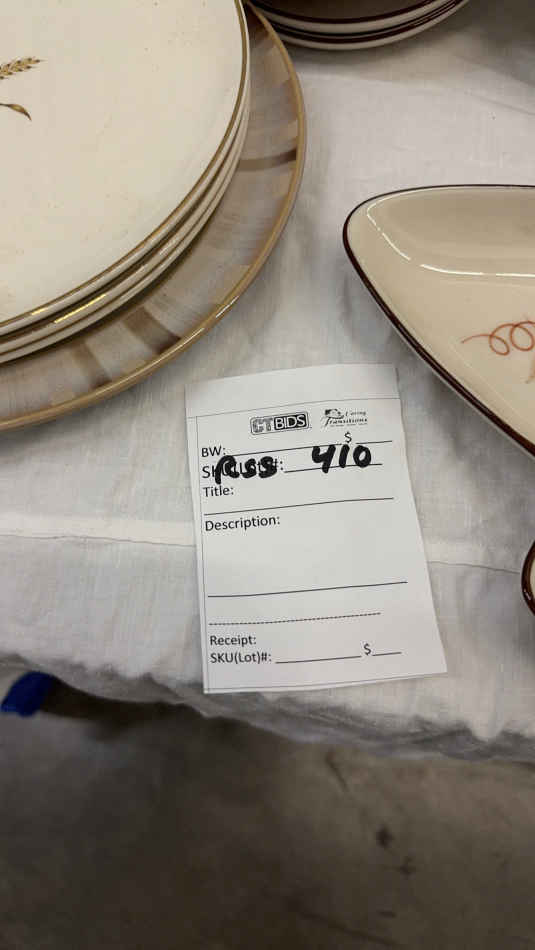 CTBIDS Caring Transitions
BW: $
SKU(Lot)#: RSS 410
Title:
Description:
Receipt:
SKU(Lot)#: $